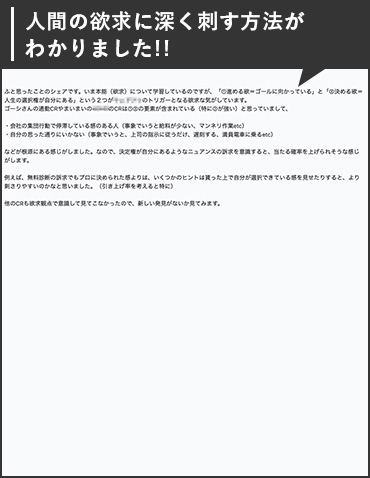 人間の欲求に深く刺す方法が
わかりました!!
ふと思ったことのシェアです。いま本能（欲求）について学習しているのですが、「①進める欲＝ゴールに向かっている」と「②決める欲＝
人生の選択権が自分にある」という２つが のトリガーとなる欲求な気がしています。
ゴーシさんの通勤CRやまいまいの のCRは①②の要素が含まれている（特に②が強い）と思っていまして、
・会社の集団行動で停滞している感のある人（事象でいうと給料が少ない、マンネリ作業etc）
・自分の思った通りにいかない（事象でいうと、上司の指示に従うだけ、遅刻する、満員電車に乗るetc）
などが根源にある感じがしました。なので、決定権が自分にあるようなニュアンスの訴求を意識すると、当たる確率を上げられそうな感じ
がします。
例えば、無料診断の訴求でもプロに決められた感よりは、いくつかのヒントは貰った上で自分が選択できている感を見せたりすると、より
刺さりやすいのかなと思いました。（引き上げ率を考えると特に）
他のCRも欲求観点で意識して見てこなかったので、新しい発見がないか見てみます。